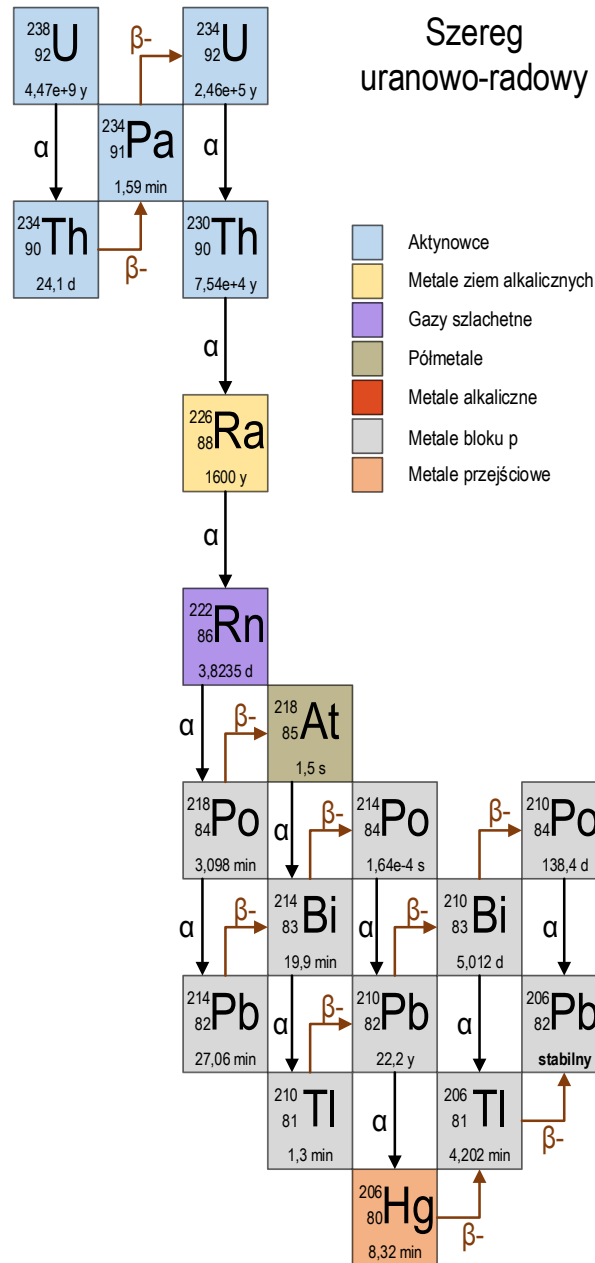 Szereg
uranowo-radowy
238 92 U
4,47e+9 y
β-
234 92 U
2,46e+5 y
α
234 91 Pa
1,59 min
α
234 90 Th
24,1 d
β-
230 90 Th
7,54e+4 y
Aktynowce
Metale ziem alkalicznych
Gazy szlachetne
Półmetale
Metale alkaliczne
Metale bloku p
Metale przejściowe
α
226 88 Ra
1600 y
α
222 86 Rn
3,8235 d
α
β-
218 85 At
1,5 s
218 84 Po
3,098 min
α
β-
214 84 Po
1,64e-4 s
β-
210 84 Po
138,4 d
α
β-
214 83 Bi
19,9 min
α
β-
210 83 Bi
5,012 d
α
214 82 Pb
27,06 min
α
β-
210 82 Pb
22,2 y
α
206 82 Pb
stabilny
210 81 Tl
1,3 min
α
206 81 Tl
4,202 min
β-
206 80 Hg
8,32 min
β-